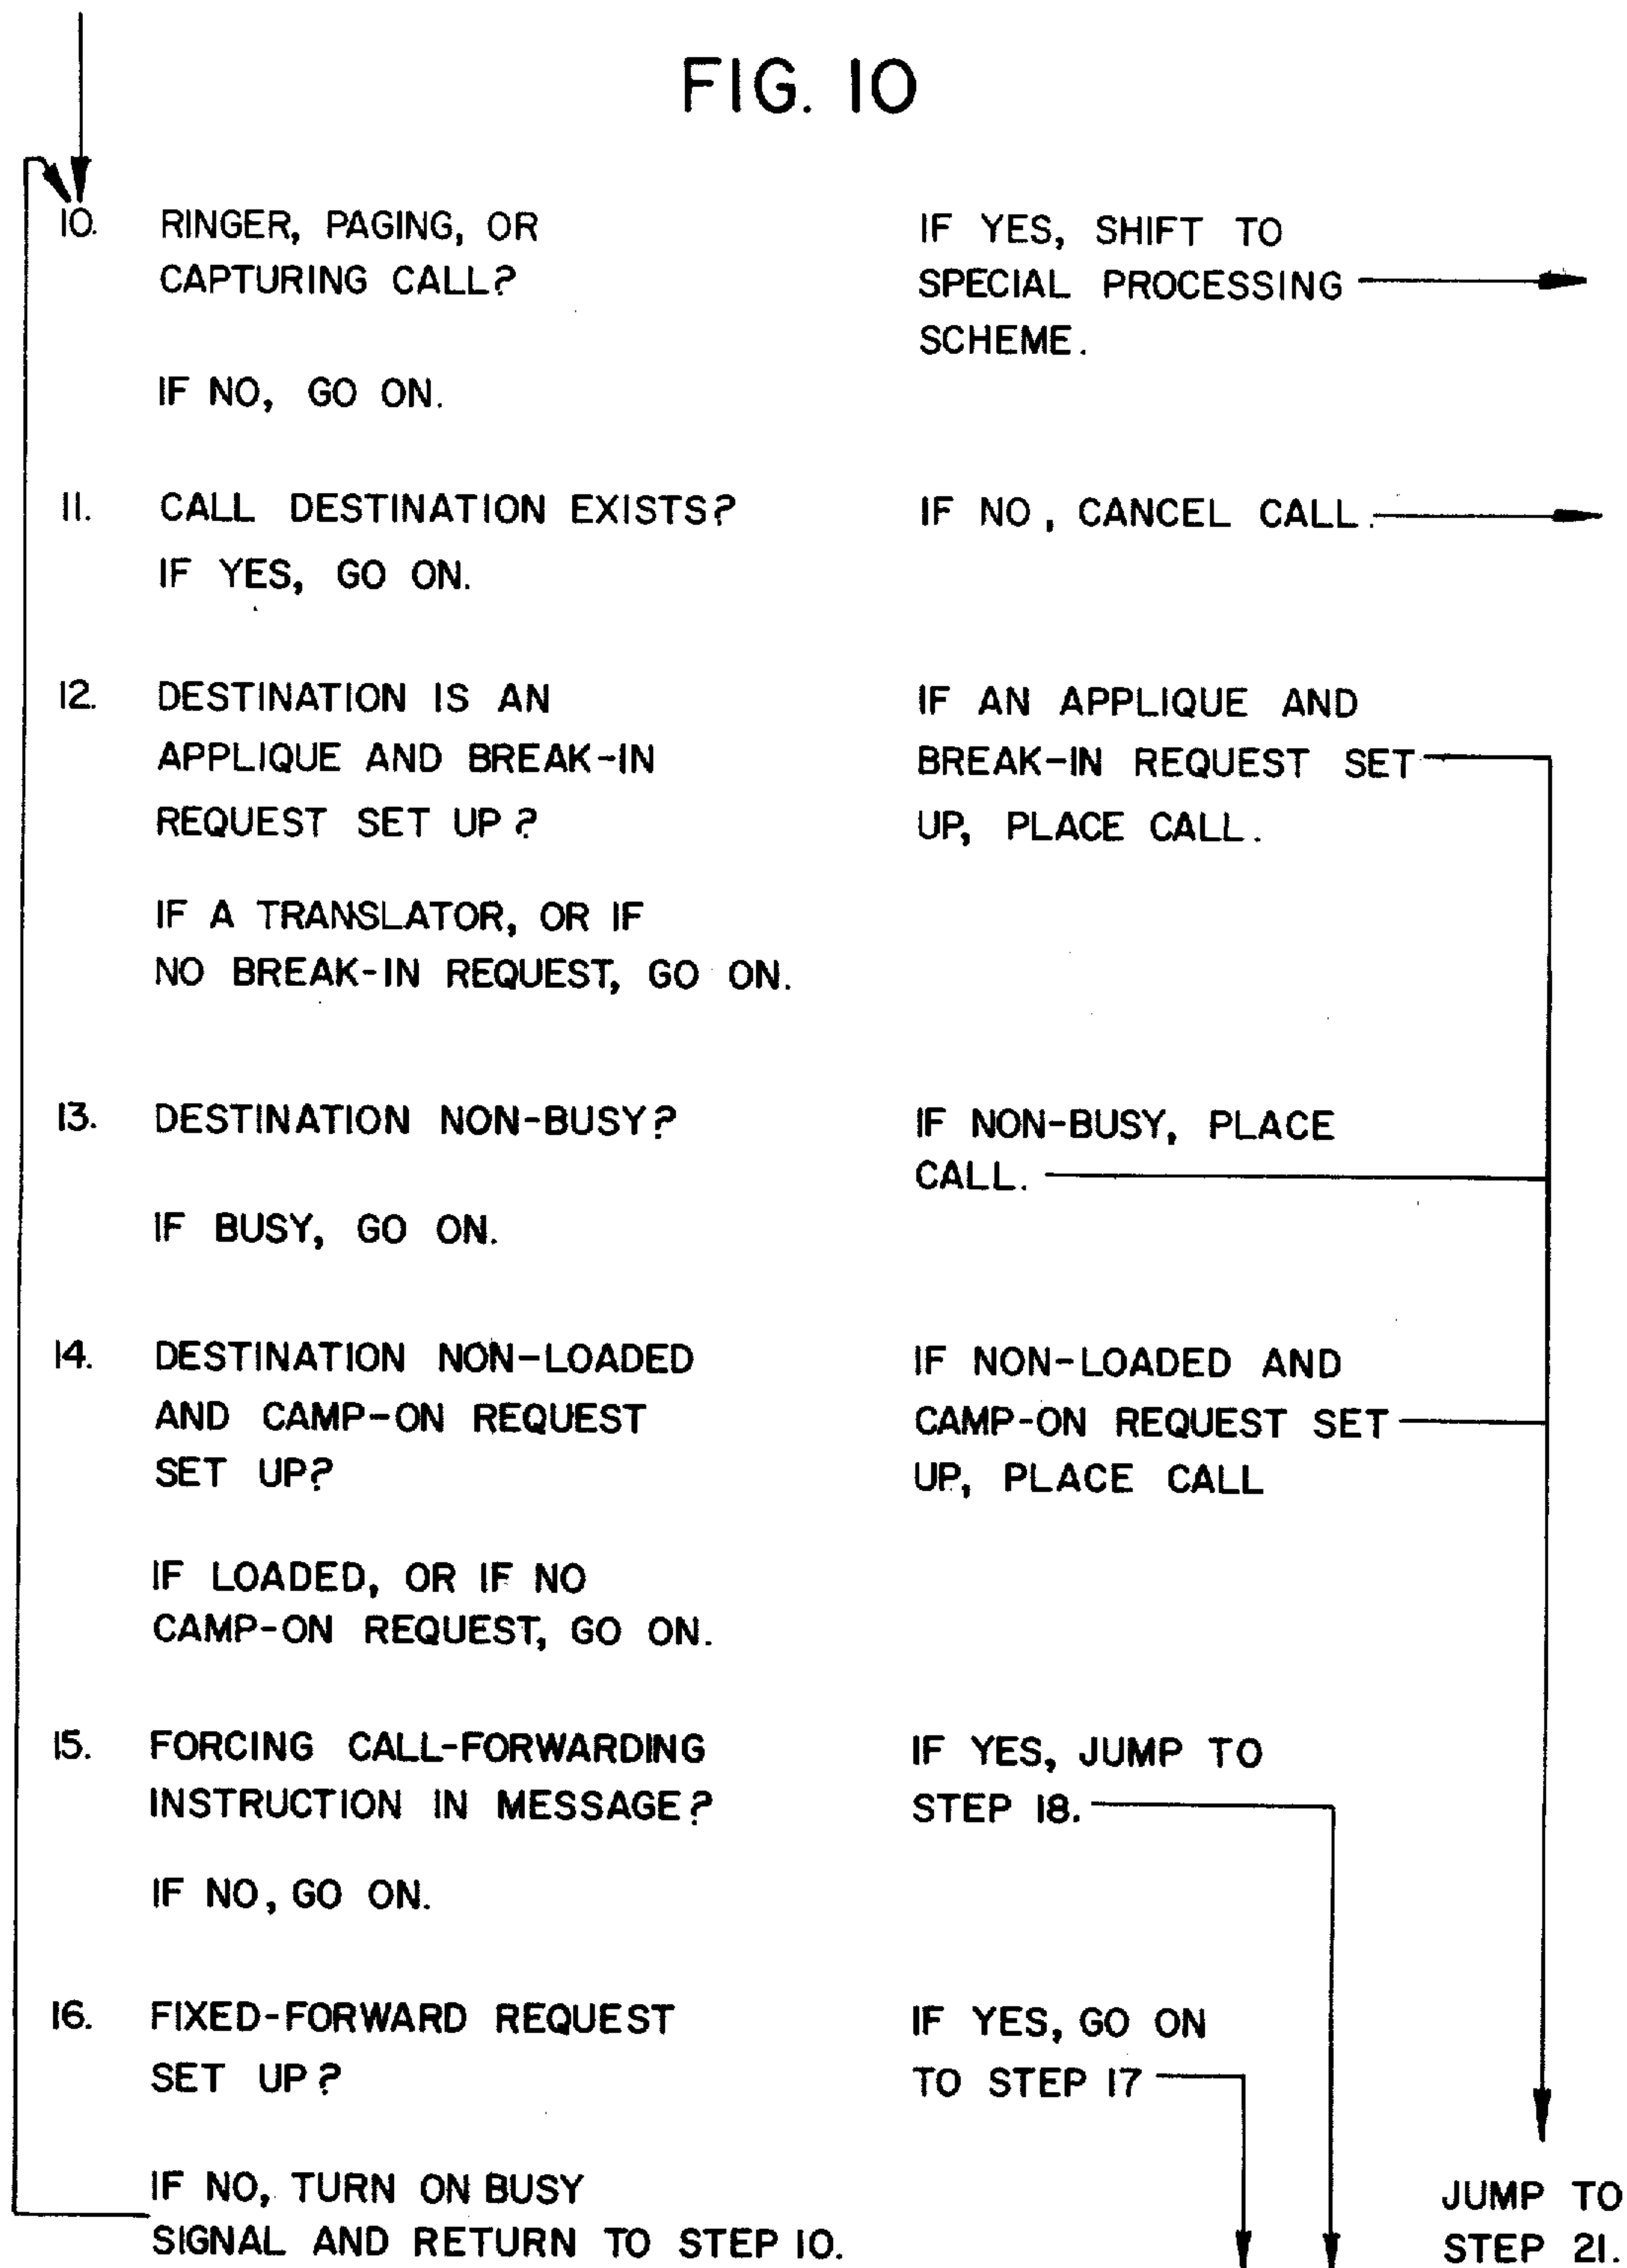 FIG. 10
10. RINGER, PAGING, OR
CAPTURING CALL?
IF NO, GO ON.
IF YES, SHIFT TO
SPECIAL PROCESSING
SCHEME.
11. CALL DESTINATION EXISTS?
IF YES, GO ON.
IF NO, CANCEL CALL.
12. DESTINATION IS AN
APPLIQUE AND BREAK-IN
REQUEST SET UP?
IF A TRANSLATOR, OR IF
NO BREAK-IN REQUEST, GO ON.
IF AN APPLIQUE AND
BREAK-IN REQUEST SET
UP, PLACE CALL.
13. DESTINATION NON-BUSY?
IF BUSY, GO ON.
IF NON-BUSY, PLACE
CALL.
14. DESTINATION NON-LOADED
AND CAMP-ON REQUEST
SET UP?
IF LOADED, OR IF NO
CAMP-ON REQUEST, GO ON.
IF NON-LOADED AND
CAMP-ON REQUEST SET
UP, PLACE CALL
15. FORCING CALL-FORWARDING
INSTRUCTION IN MESSAGE?
IF NO, GO ON.
IF YES, JUMP TO
STEP 18.
16. FIXED-FORWARD REQUEST
SET UP?
IF NO, TURN ON BUSY
SIGNAL AND RETURN TO STEP 10.
IF YES, GO ON
TO STEP 17
JUMP TO
STEP 21.